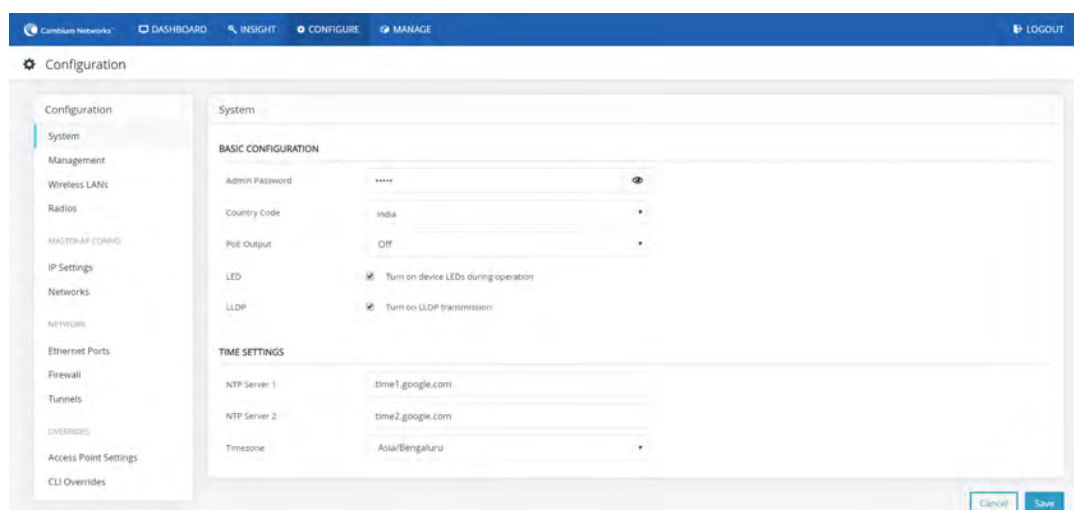 Cambium Networks™ DASHBOARD INSIGHT CONFIGURE MANAGE LOGOUT
Configuration
Configuration
System
Management
Wireless LANs
Radios
MASTER-AP CONFIG
IP Settings
Networks
NETWORK
Ethernet Ports
Firewall
Tunnels
OVERRIDES
Access Point Settings
CLI Overrides
System
BASIC CONFIGURATION
Admin Password •••••
Country Code India
PoE Output Off
LED Turn on device LEDs during operation
LLDP Turn on LLDP transmission
TIME SETTINGS
NTP Server 1 time1.google.com
NTP Server 2 time2.google.com
Timezone Asia/Bengaluru
Cancel Save